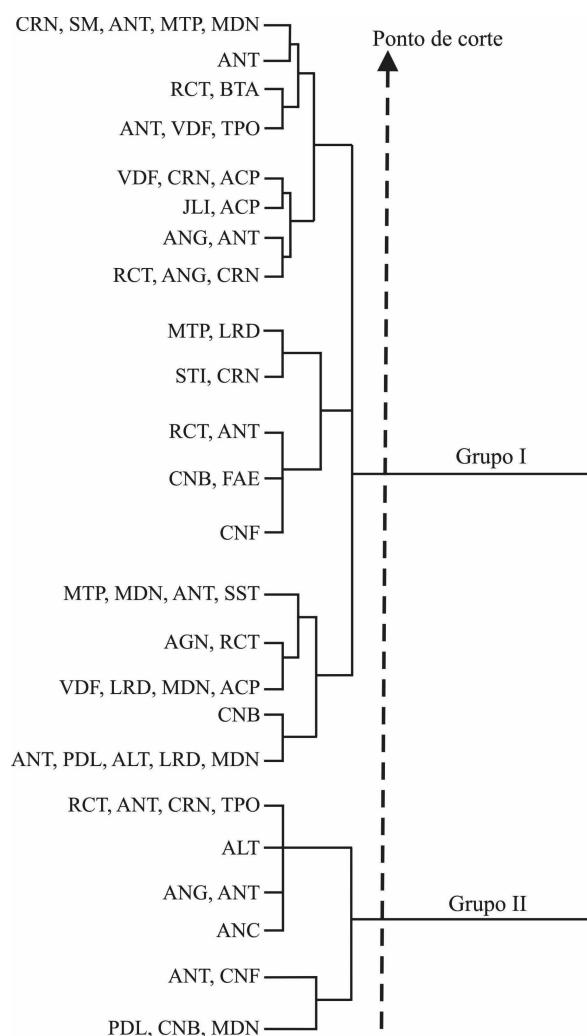 CRN, SM, ANT, MTP, MDN
Ponto de corte
ANT
RCT, BTA
ANT, VDF, TPO
VDF, CRN, ACP
JLI, ACP
ANG, ANT
RCT, ANG, CRN
MTP, LRD
STI, CRN
RCT, ANT
Grupo I
CNB, FAE
CNF
MTP, MDN, ANT, SST
AGN, RCT
VDF, LRD, MDN, ACP
CNB
ANT, PDL, ALT, LRD, MDN
RCT, ANT, CRN, TPO
ALT
ANG, ANT
Grupo II
ANC
ANT, CNF
PDL, CNB, MDN